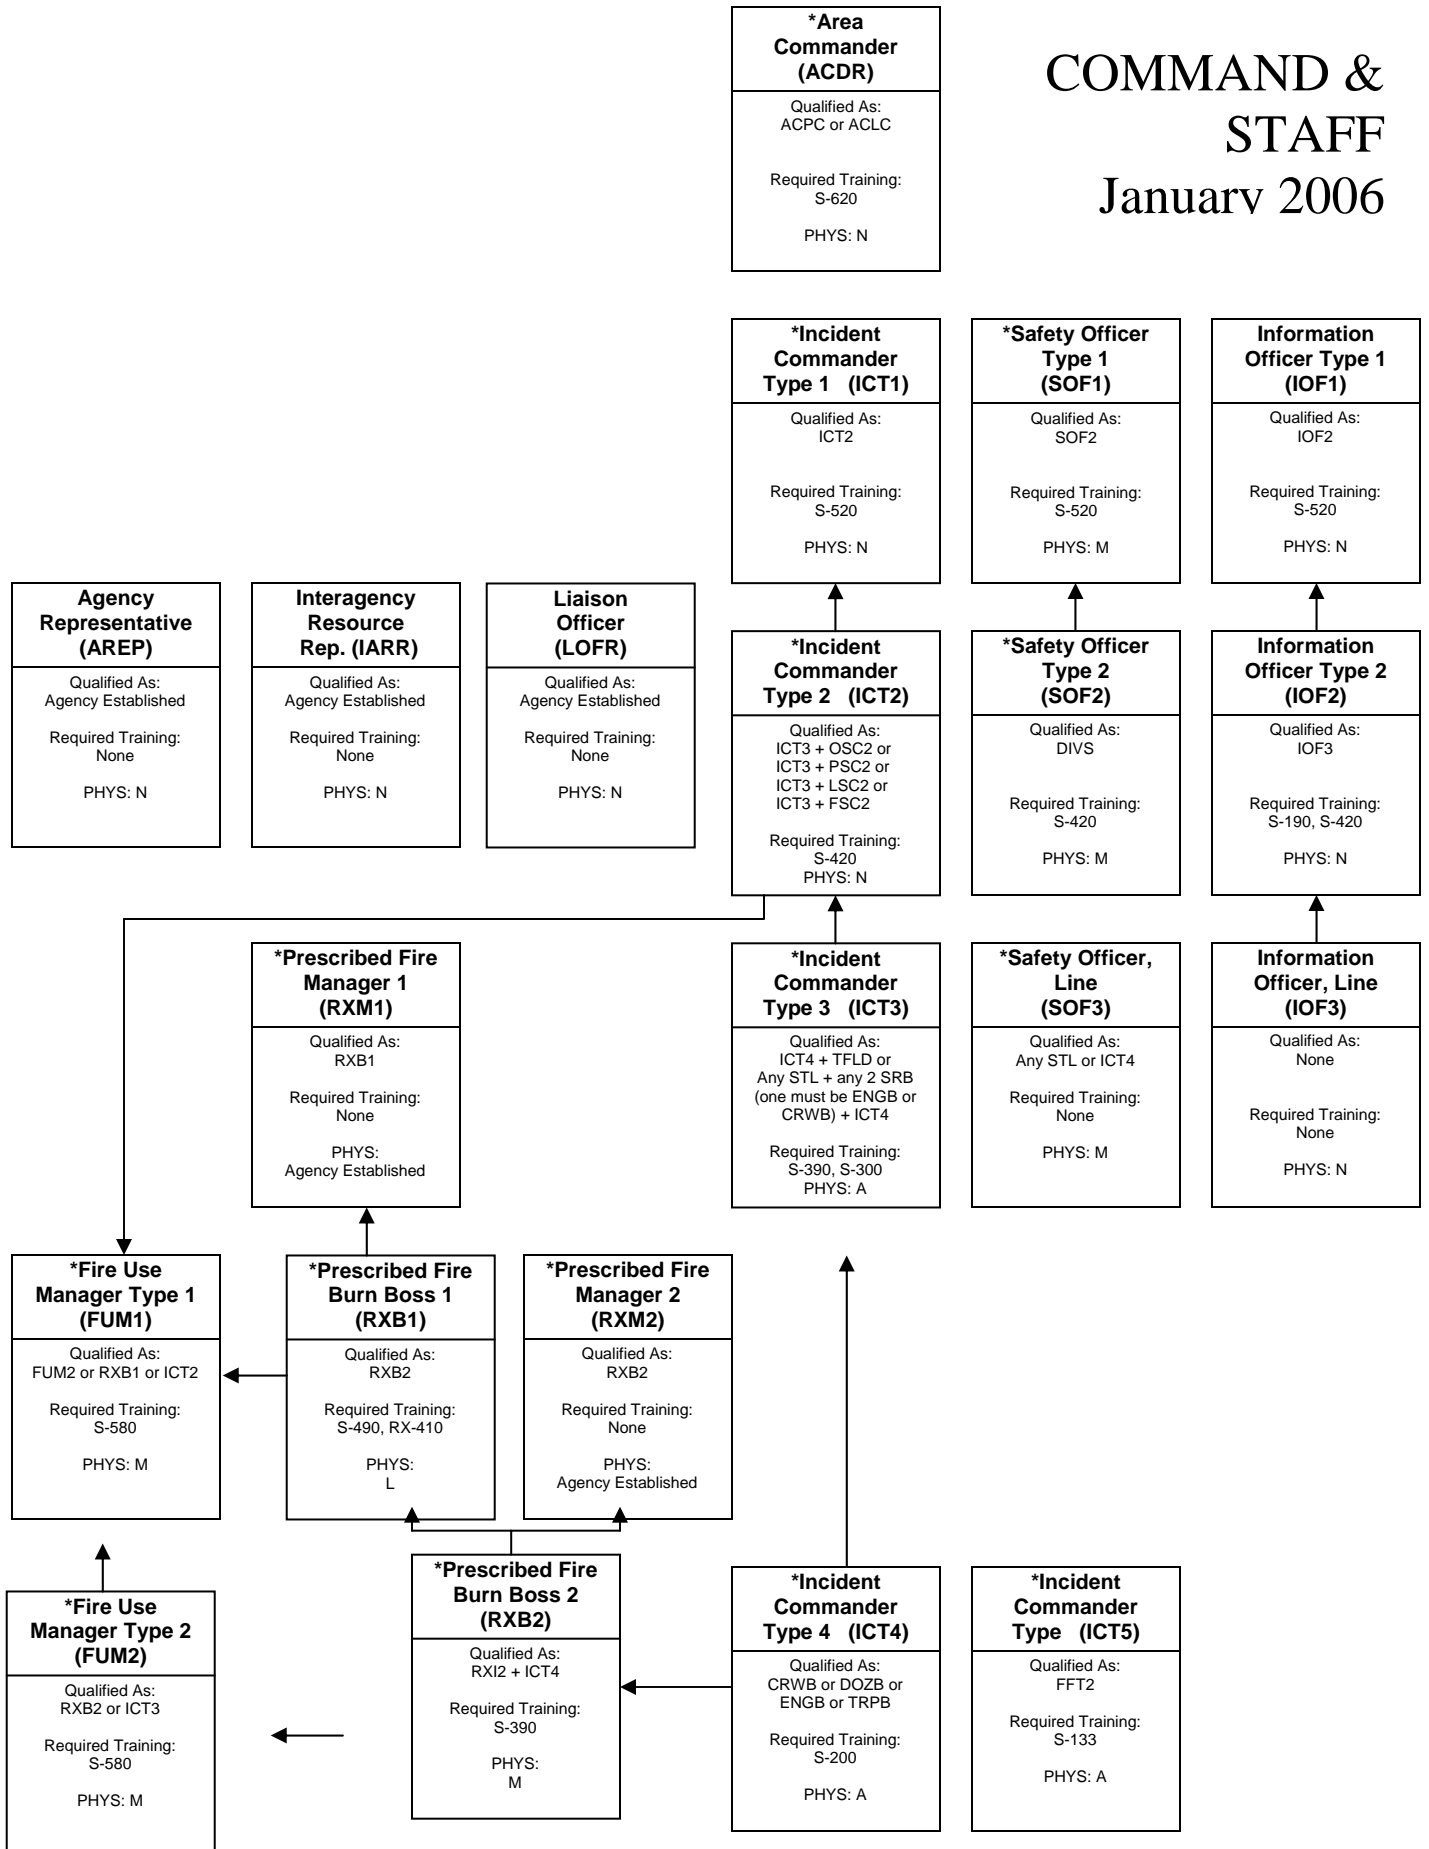 *Area
Commander
(ACDR)
Qualified As:
ACPC or ACLC
Required Training:
S-620
PHYS: N
COMMAND &
STAFF
January 2006
*Incident
Commander
Type 1 (ICT1)
Qualified As:
ICT2
Required Training:
S-520
PHYS: N
*Safety Officer
Type 1
(SOF1)
Qualified As:
SOF2
Required Training:
S-520
PHYS: M
Information
Officer Type 1
(IOF1)
Qualified As:
IOF2
Required Training:
S-520
PHYS: N
Agency
Representative
(AREP)
Qualified As:
Agency Established
Required Training:
None
PHYS: N
Interagency
Resource
Rep. (IARR)
Qualified As:
Agency Established
Required Training:
None
PHYS: N
Liaison
Officer
(LOFR)
Qualified As:
Agency Established
Required Training:
None
PHYS: N
*Incident
Commander
Type 2 (ICT2)
Qualified As:
ICT3 + OSC2 or
ICT3 + PSC2 or
ICT3 + LSC2 or
ICT3 + FSC2
Required Training:
S-420
PHYS: N
*Safety Officer
Type 2
(SOF2)
Qualified As:
DIVS
Required Training:
S-420
PHYS: M
Information
Officer Type 2
(IOF2)
Qualified As:
IOF3
Required Training:
S-190, S-420
PHYS: N
*Prescribed Fire
Manager 1
(RXM1)
Qualified As:
RXB1
Required Training:
None
PHYS:
Agency Established
*Incident
Commander
Type 3 (ICT3)
Qualified As:
ICT4 + TFLD or
Any STL + any 2 SRB
(one must be ENGB or
CRWB) + ICT4
Required Training:
S-390, S-300
PHYS: A
*Safety Officer,
Line
(SOF3)
Qualified As:
Any STL or ICT4
Required Training:
None
PHYS: M
Information
Officer, Line
(IOF3)
Qualified As:
None
Required Training:
None
PHYS: N
*Fire Use
Manager Type 1
(FUM1)
Qualified As:
FUM2 or RXB1 or ICT2
Required Training:
S-580
PHYS: M
*Prescribed Fire
Burn Boss 1
(RXB1)
Qualified As:
RXB2
Required Training:
S-490, RX-410
PHYS:
L
*Prescribed Fire
Manager 2
(RXM2)
Qualified As:
RXB2
Required Training:
None
PHYS:
Agency Established
*Fire Use
Manager Type 2
(FUM2)
Qualified As:
RXB2 or ICT3
Required Training:
S-580
PHYS: M
*Prescribed Fire
Burn Boss 2
(RXB2)
Qualified As:
RXI2 + ICT4
Required Training:
S-390
PHYS:
M
*Incident
Commander
Type 4 (ICT4)
Qualified As:
CRWB or DOZB or
ENGB or TRPB
Required Training:
S-200
PHYS: A
*Incident
Commander
Type (ICT5)
Qualified As:
FFT2
Required Training:
S-133
PHYS: A